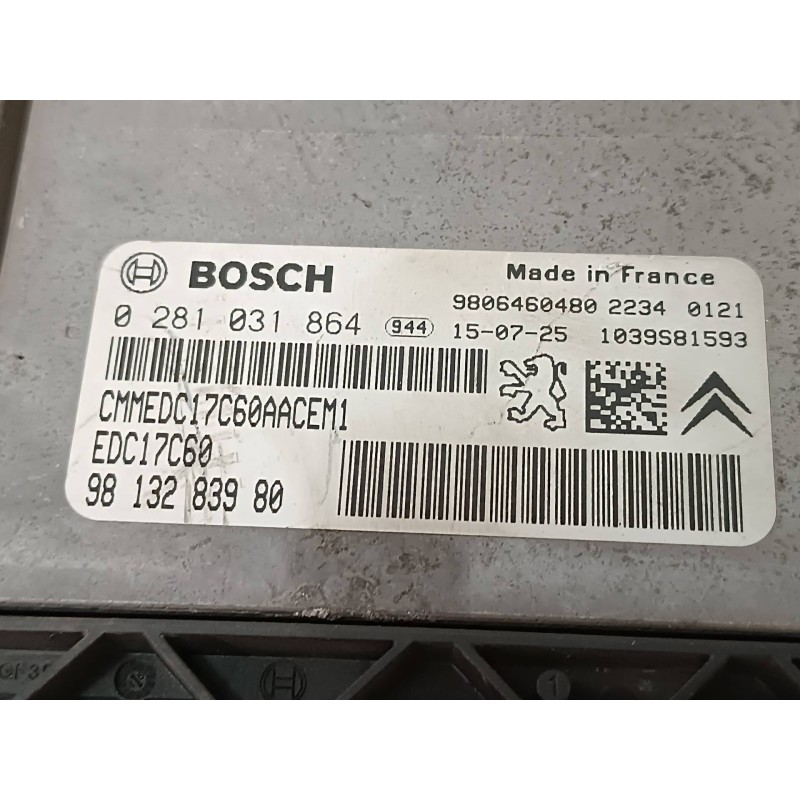 BOSCH
Made in France
9806460480 2234 0121
0 281 031 864 944 15-07-25 1039S81593
CMMEDC17C60AACEM1
EDC17C60
98 132 839 80
1